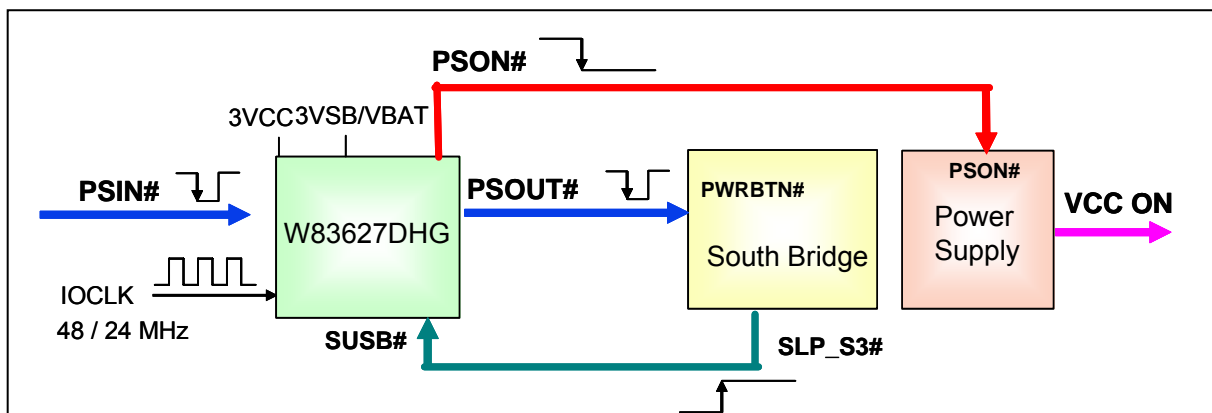 PSON#
3VCC 3VSB/VBAT
PSIN#
W83627DHG
PSOUT#
PWRBTN#
South Bridge
PSON#
Power
Supply
VCC ON
IOCLK
48 / 24 MHz
SUSB#
SLP_S3#